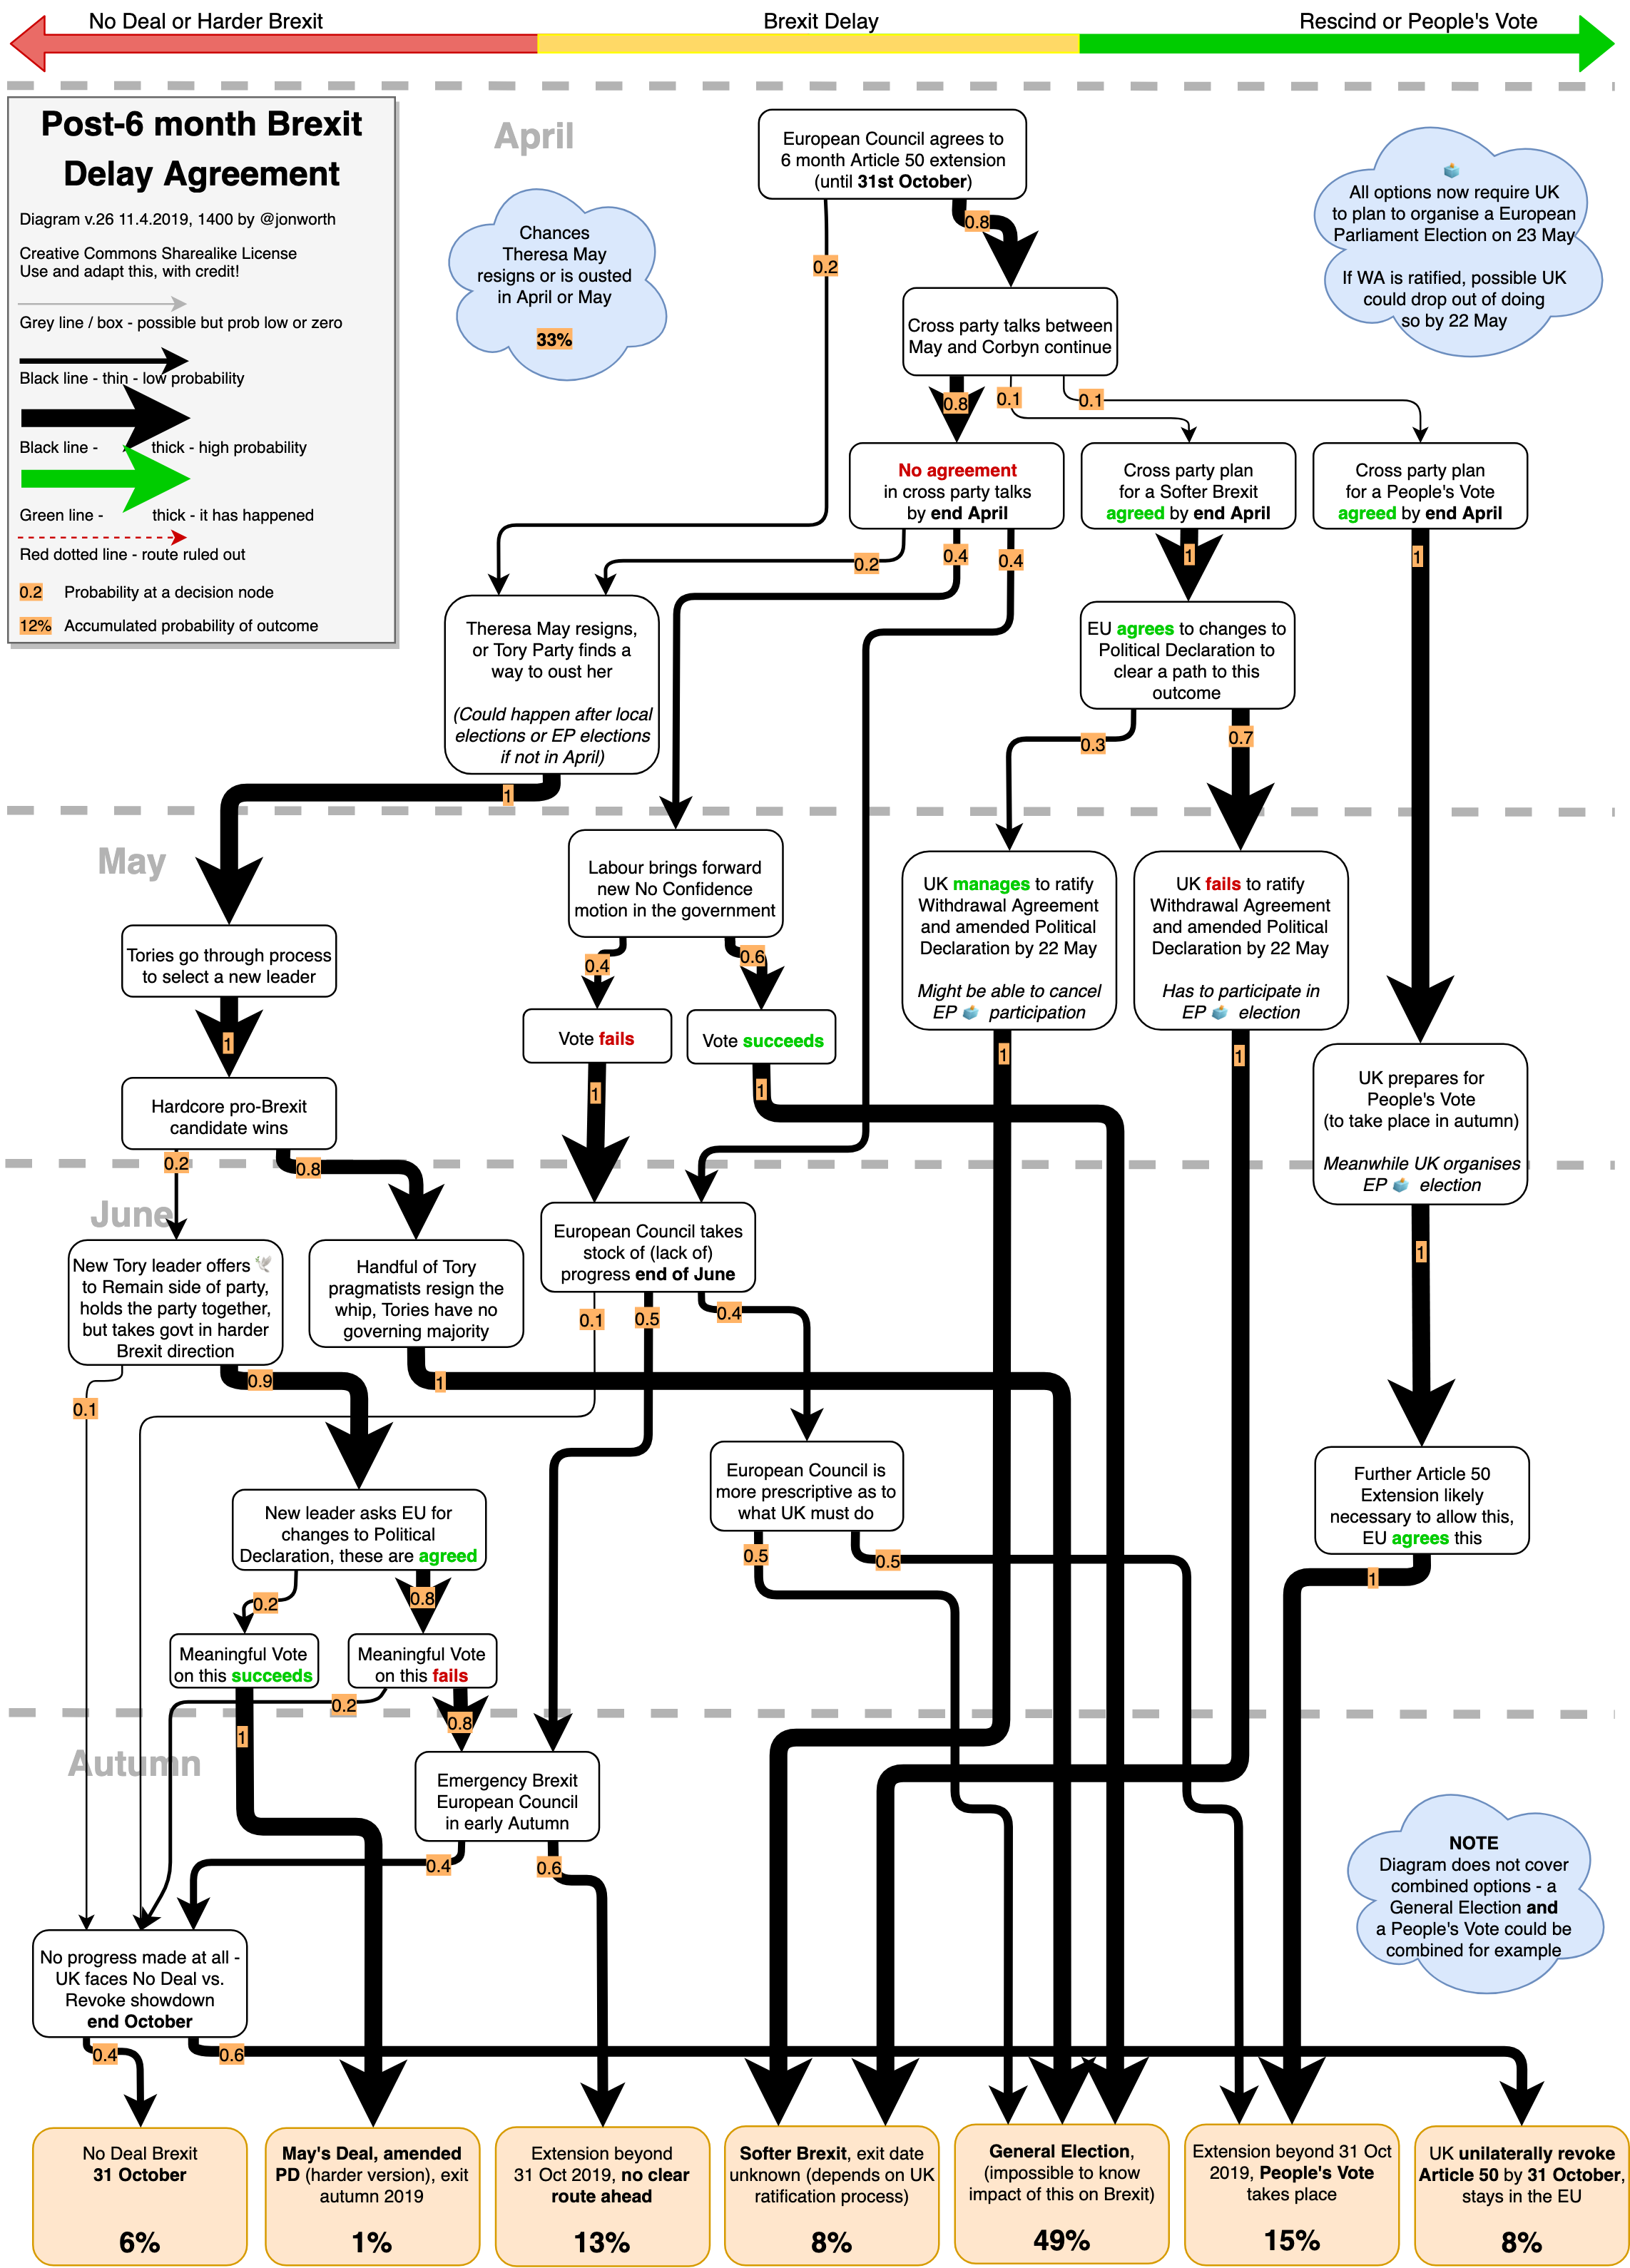 No Deal or Harder Brexit
Brexit Delay
Rescind or People's Vote
Post-6 month Brexit
Delay Agreement
Diagram v.26 11.4.2019, 1400 by @jonworth
Creative Commons Sharealike License
Use and adapt this, with credit!
Grey line / box - possible but prob low or zero
Black line - thin - low probability
Black line - thick - high probability
Green line - thick - it has happened
Red dotted line - route ruled out
0.2 Probability at a decision node
12% Accumulated probability of outcome
April
European Council agrees to
6 month Article 50 extension
(until 31st October)
Chances
Theresa May
resigns or is ousted
in April or May
33%
All options now require UK
to plan to organise a European
Parliament Election on 23 May
If WA is ratified, possible UK
could drop out of doing
so by 22 May
0.8
0.2
Cross party talks between
May and Corbyn continue
0.8
0.1
0.1
No agreement
in cross party talks
by end April
Cross party plan
for a Softer Brexit
agreed by end April
Cross party plan
for a People's Vote
agreed by end April
0.2
0.4
0.4
1
1
Theresa May resigns,
or Tory Party finds a
way to oust her
(Could happen after local
elections or EP elections
if not in April)
EU agrees to changes to
Political Declaration to
clear a path to this
outcome
0.3
0.7
1
May
Labour brings forward
new No Confidence
motion in the government
UK manages to ratify
Withdrawal Agreement
and amended Political
Declaration by 22 May
Might be able to cancel
EP participation
UK fails to ratify
Withdrawal Agreement
and amended Political
Declaration by 22 May
Has to participate in
EP election
Tories go through process
to select a new leader
0.4
0.6
Vote fails
Vote succeeds
1
1
1
1
1
Hardcore pro-Brexit
candidate wins
UK prepares for
People's Vote
(to take place in autumn)
Meanwhile UK organises
EP election
0.2
0.8
June
New Tory leader offers
to Remain side of party,
holds the party together,
but takes govt in harder
Brexit direction
Handful of Tory
pragmatists resign the
whip, Tories have no
governing majority
European Council takes
stock of (lack of)
progress end of June
1
0.1
0.5
0.4
0.9
1
0.1
European Council is
more prescriptive as to
what UK must do
Further Article 50
Extension likely
necessary to allow this,
EU agrees this
New leader asks EU for
changes to Political
Declaration, these are agreed
0.5
0.5
1
0.2
0.8
Meaningful Vote
on this succeeds
Meaningful Vote
on this fails
0.2
1
0.8
Autumn
Emergency Brexit
European Council
in early Autumn
0.4
0.6
NOTE
Diagram does not cover
combined options - a
General Election and
a People's Vote could be
combined for example
No progress made at all -
UK faces No Deal vs.
Revoke showdown
end October
0.4
0.6
No Deal Brexit
31 October
6%
May's Deal, amended
PD (harder version), exit
autumn 2019
1%
Extension beyond
31 Oct 2019, no clear
route ahead
13%
Softer Brexit, exit date
unknown (depends on UK
ratification process)
8%
General Election,
(impossible to know
impact of this on Brexit)
49%
Extension beyond 31 Oct
2019, People's Vote
takes place
15%
UK unilaterally revoke
Article 50 by 31 October,
stays in the EU
8%